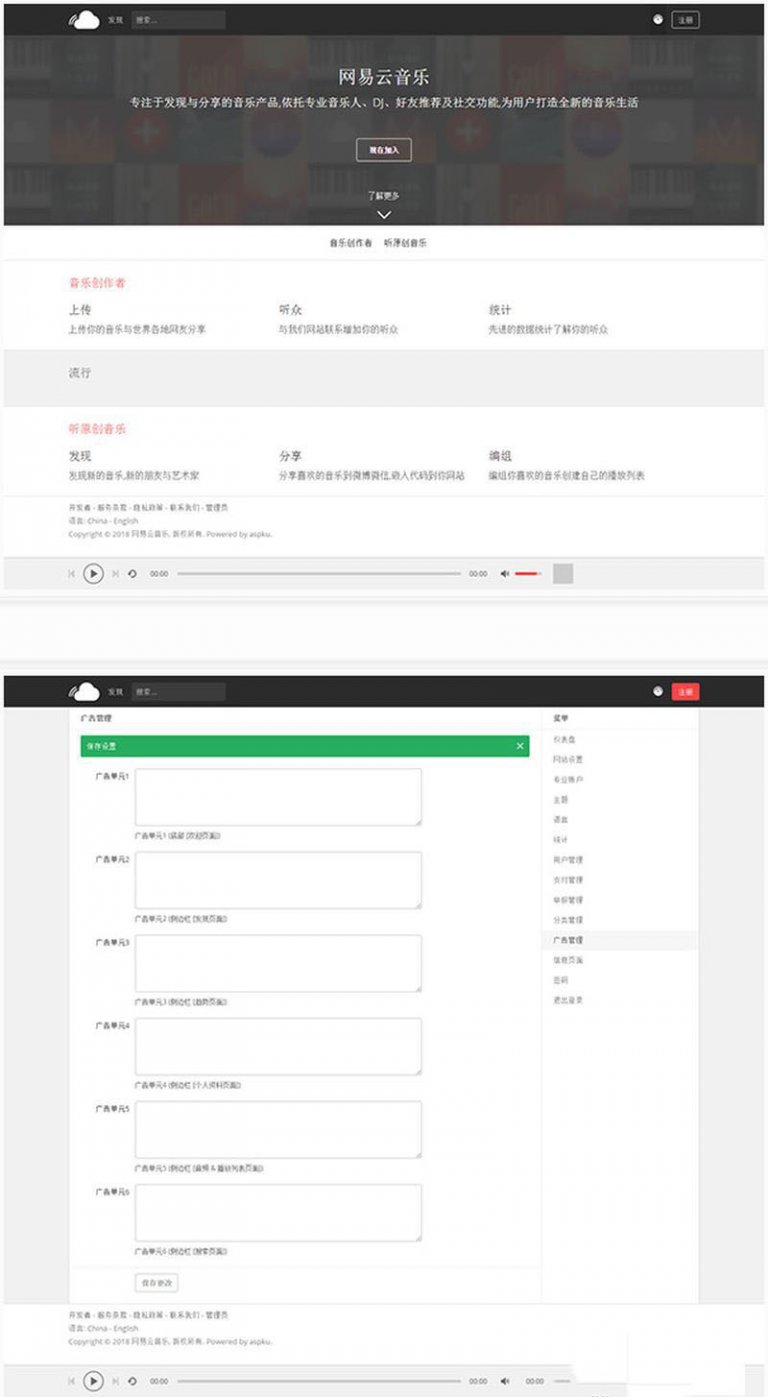 发现 搜索... 注册
网易云音乐
专注于发现与分享的音乐产品,依托专业音乐人、DJ、好友推荐及社交功能,为用户打造全新的音乐生活
现在加入
了解更多
音乐创作者 听原创音乐
音乐创作者
上传 听众 统计
上传你的音乐与世界各地网友分享 与我们网站联系增加你的听众 先进的数据统计了解你的听众
流行
听原创音乐
发现 分享 编组
发现新的音乐,新的朋友与艺术家 分享喜欢的音乐到微博微信,嵌入代码到你网站 编组你喜欢的音乐创建自己的播放列表
开发者 - 服务条款 - 隐私政策 - 联系我们 - 管理员
语言: China - English
Copyright © 2018 网易云音乐. 版权所有. Powered by aspku.
00:00 00:00
发现 搜索... 注册
广告管理 菜单
保存设置
仪表盘
网站设置
专业账户
主题
语言
统计
用户管理
支付管理
举报管理
分类管理
广告管理
信息页面
密码
退出登录
广告单元1
广告单元1 (底部 [欢迎页面])
广告单元2
广告单元2 (侧边栏 [发现页面])
广告单元3
广告单元3 (侧边栏 [趋势页面])
广告单元4
广告单元4 (侧边栏 [个人资料页面])
广告单元5
广告单元5 (侧边栏 [音频 & 播放列表页面])
广告单元6
广告单元6 (侧边栏 [搜索页面])
保存更改
开发者 - 服务条款 - 隐私政策 - 联系我们 - 管理员
语言: China - English
Copyright © 2018 网易云音乐. 版权所有. Powered by aspku.
00:00 00:00 00:00